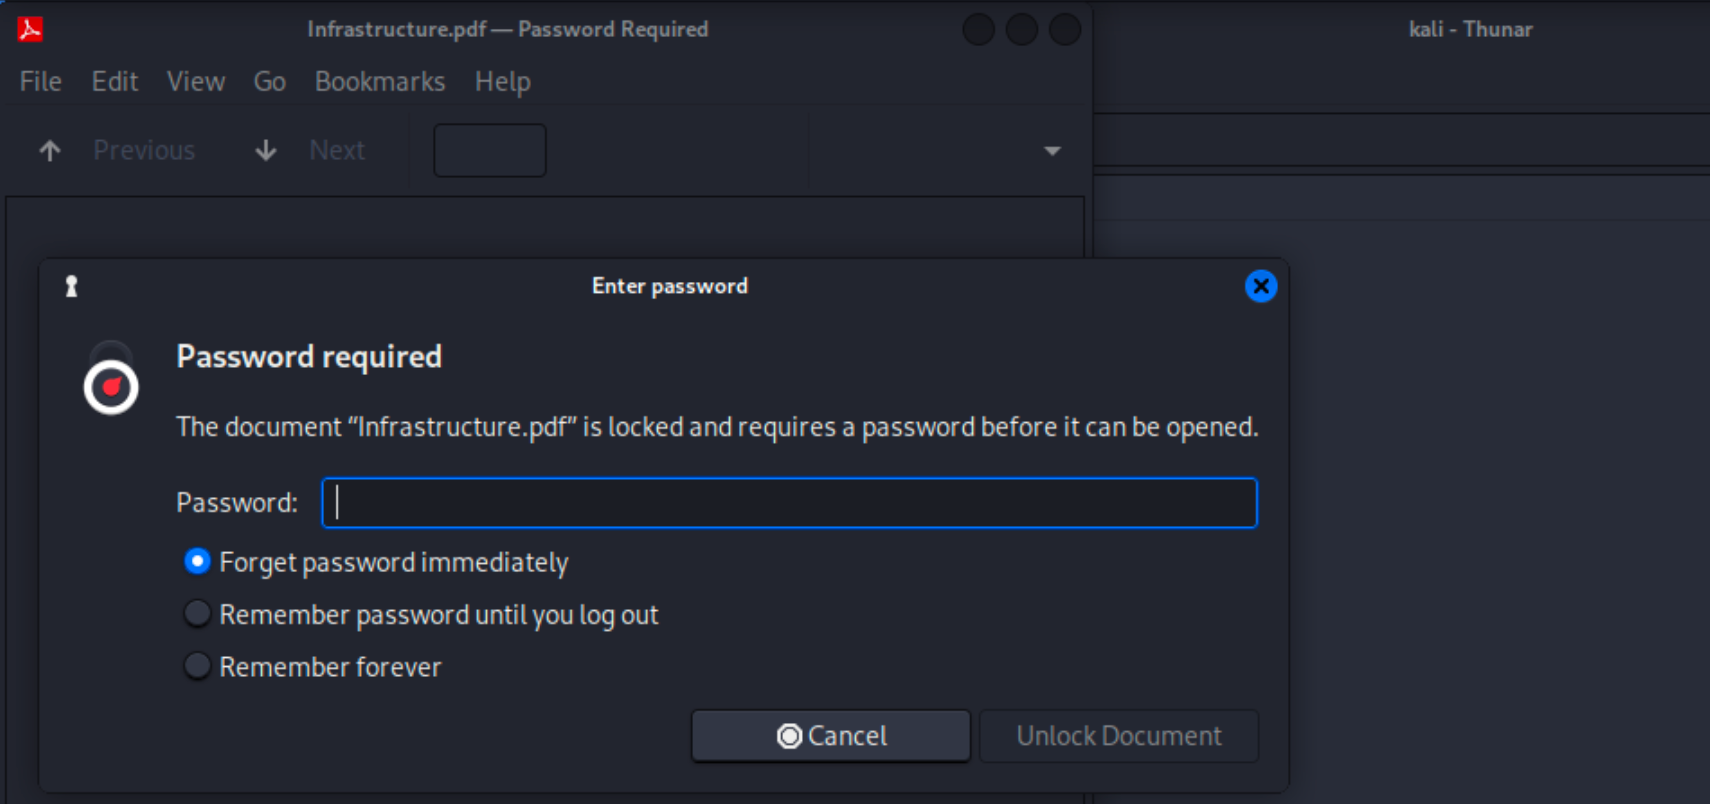 Infrastructure.pdf — Password Required
kali - Thunar
File Edit View Go Bookmarks Help
Previous Next
Enter password
Password required
The document “Infrastructure.pdf” is locked and requires a password before it can be opened.
Password:
Forget password immediately
Remember password until you log out
Remember forever
Cancel Unlock Document